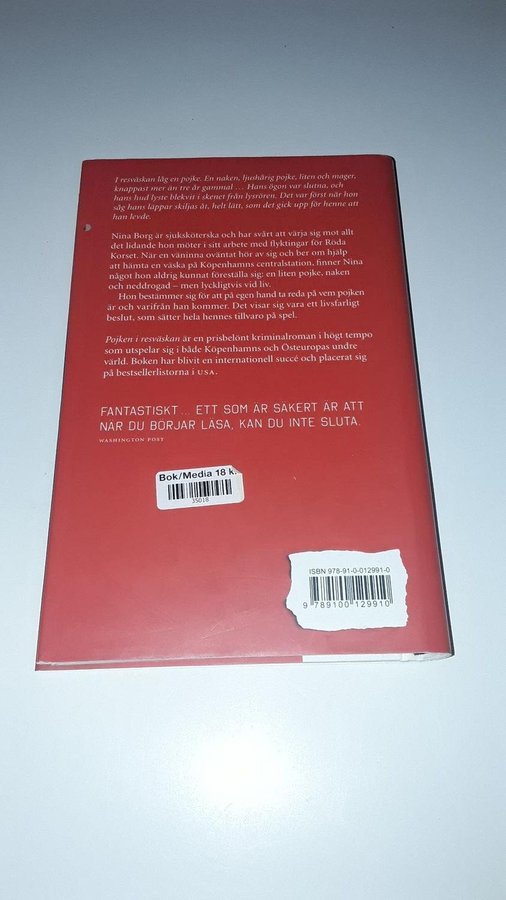 I resväskan låg en pojke. En naken, ljushårig pojke, liten och mager,
knappast mer än tre år gammal ... Hans ögon var slutna, och
hans hud lyste blekvit i skenet från lysrören. Det var först när hon
såg hans läppar skiljas åt, helt lätt, som det gick upp för henne att
han levde.
Nina Borg är sjuksköterska och har svårt att värja sig mot allt
det lidande hon möter i sitt arbete med flyktingar för Röda
Korset. När en väninna oväntat hör av sig och ber om hjälp
att hämta en väska på Köpenhamns centralstation, finner Nina
något hon aldrig kunnat föreställa sig: en liten pojke, naken
och neddrogad – men lyckligtvis vid liv.
Hon bestämmer sig för att på egen hand ta reda på vem pojken
är och varifrån han kommer. Det visar sig vara ett livsfarligt
beslut, som sätter hela hennes tillvaro på spel.
Pojken i resväskan är en prisbelönt kriminalroman i högt tempo
som utspelar sig i både Köpenhamns och Östeuropas undre
värld. Boken har blivit en internationell succé och placerat sig
på bestsellerlistorna i USA.
FANTASTISKT ... ETT SOM ÄR SÄKERT ÄR ATT
NÄR DU BÖRJAR LÄSA, KAN DU INTE SLUTA.
WASHINGTON POST
Bok/Media 18 k.
35018
ISBN 978-91-0-012991-0
9 789100 129910